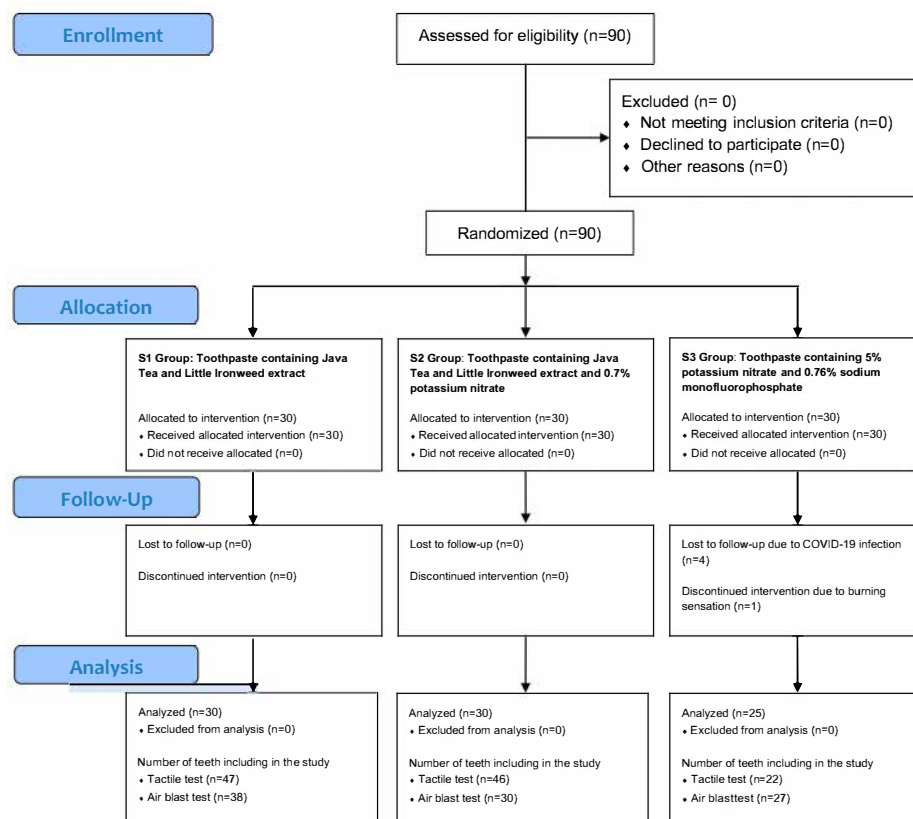 Enrollment
Assessed for eligibility (n=90)
Excluded (n= 0)
♦ Not meeting inclusion criteria (n=0)
♦ Declined to participate (n=0)
♦ Other reasons (n=0)
Randomized (n=90)
Allocation
S1 Group: Toothpaste containing Java
Tea and Little Ironweed extract
Allocated to intervention (n=30)
♦ Received allocated intervention (n=30)
♦ Did not receive allocated (n=0)
S2 Group: Toothpaste containing Java
Tea and Little Ironweed extract and 0.7%
potassium nitrate
Allocated to intervention (n=30)
♦ Received allocated intervention (n=30)
♦ Did not receive allocated (n=0)
S3 Group: Toothpaste containing 5%
potassium nitrate and 0.76% sodium
monofluorophosphate
Allocated to intervention (n=30)
♦ Received allocated intervention (n=30)
♦ Did not receive allocated (n=0)
Follow-Up
Lost to follow-up (n=0)
Discontinued intervention (n=0)
Lost to follow-up (n=0)
Discontinued intervention (n=0)
Lost to follow-up due to COVID-19 infection
(n=4)
Discontinued intervention due to burning
sensation (n=1)
Analysis
Analyzed (n=30)
♦ Excluded from analysis (n=0)
Number of teeth including in the study
♦ Tactile test (n=47)
♦ Air blast test (n=38)
Analyzed (n=30)
♦ Excluded from analysis (n=0)
Number of teeth including in the study
♦ Tactile test (n=46)
♦ Air blast test (n=30)
Analyzed (n=25)
♦ Excluded from analysis (n=0)
Number of teeth including in the study
♦ Tactile test (n=22)
♦ Air blasttest (n=27)